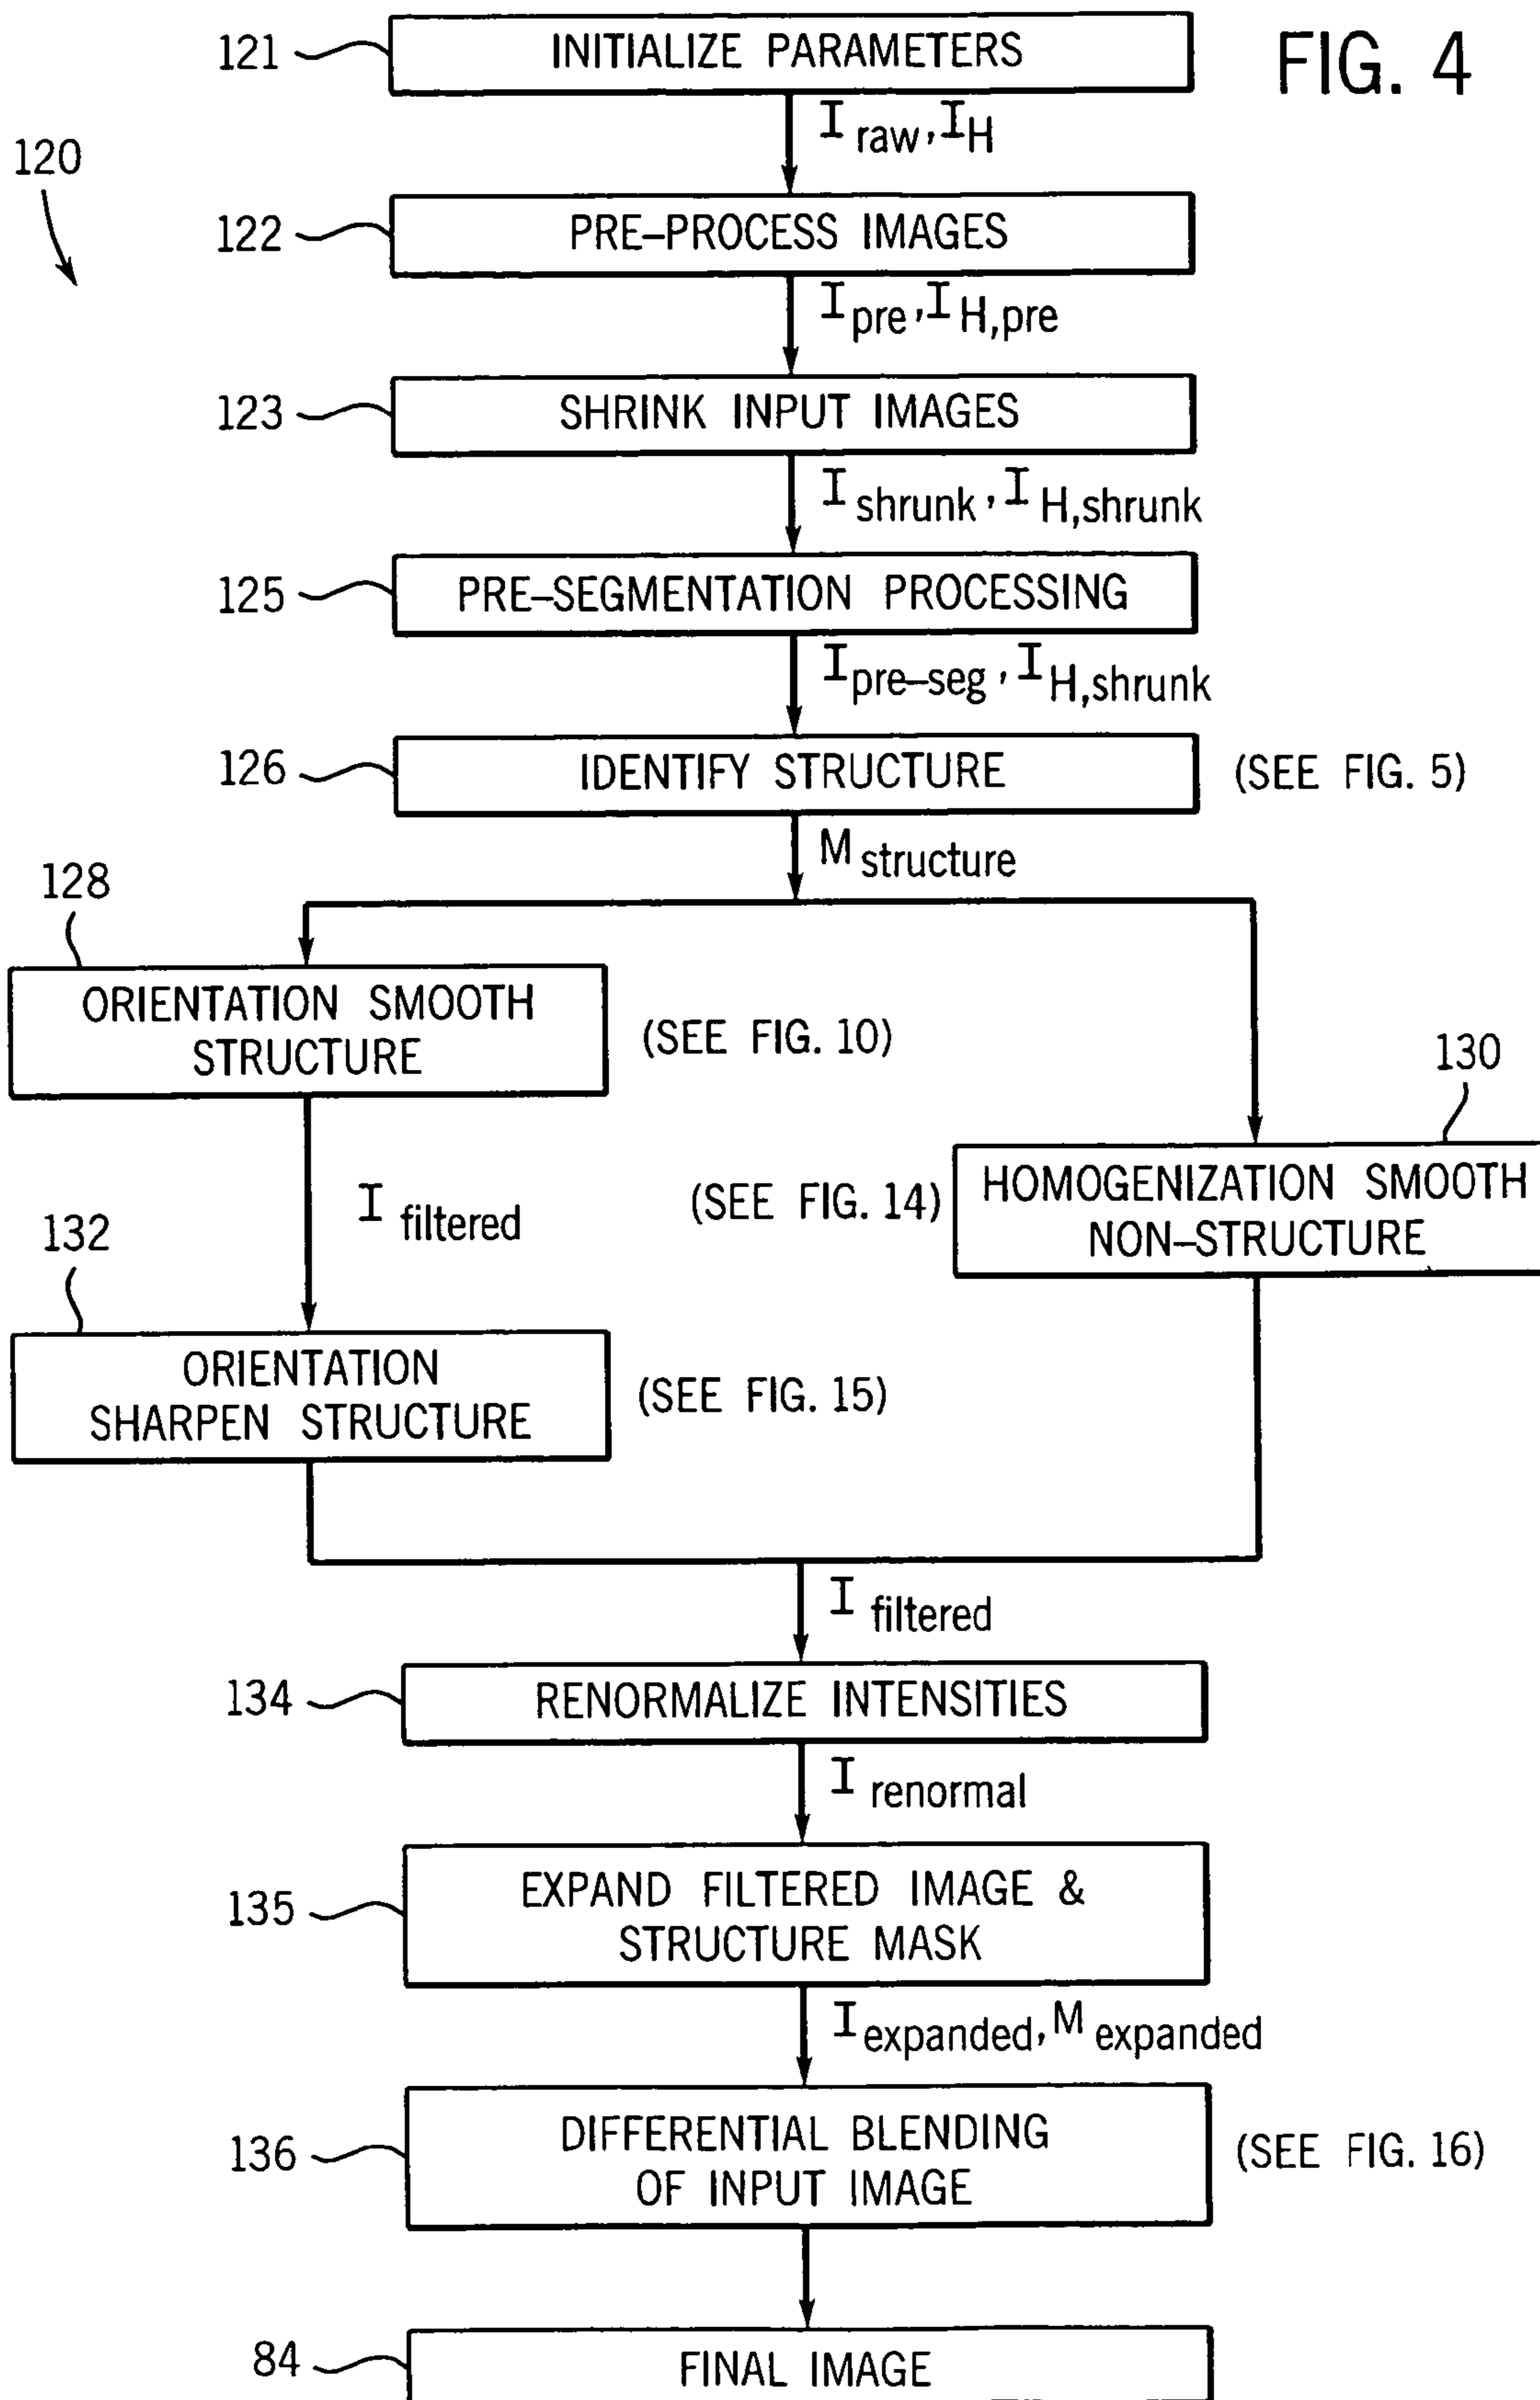 FIG. 4
121
INITIALIZE PARAMETERS
I raw, I H
120
122
PRE–PROCESS IMAGES
I pre, I H,pre
123
SHRINK INPUT IMAGES
I shrunk, I H,shrunk
125
PRE–SEGMENTATION PROCESSING
I pre–seg, I H,shrunk
126
IDENTIFY STRUCTURE
(SEE FIG. 5)
M structure
128
ORIENTATION SMOOTH
STRUCTURE
(SEE FIG. 10)
130
HOMOGENIZATION SMOOTH
NON–STRUCTURE
(SEE FIG. 14)
I filtered
132
ORIENTATION
SHARPEN STRUCTURE
(SEE FIG. 15)
I filtered
134
RENORMALIZE INTENSITIES
I renormal
135
EXPAND FILTERED IMAGE &
STRUCTURE MASK
I expanded, M expanded
136
DIFFERENTIAL BLENDING
OF INPUT IMAGE
(SEE FIG. 16)
84
FINAL IMAGE